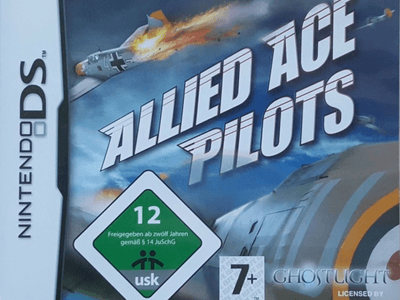 NINTENDO DS
ALLIED ACE
PILOTS
12
Freigegeben ab zwölf Jahren
gemäß § 14 JuSchG
usk
7+
GHOSTLIGHT
LICENSED BY